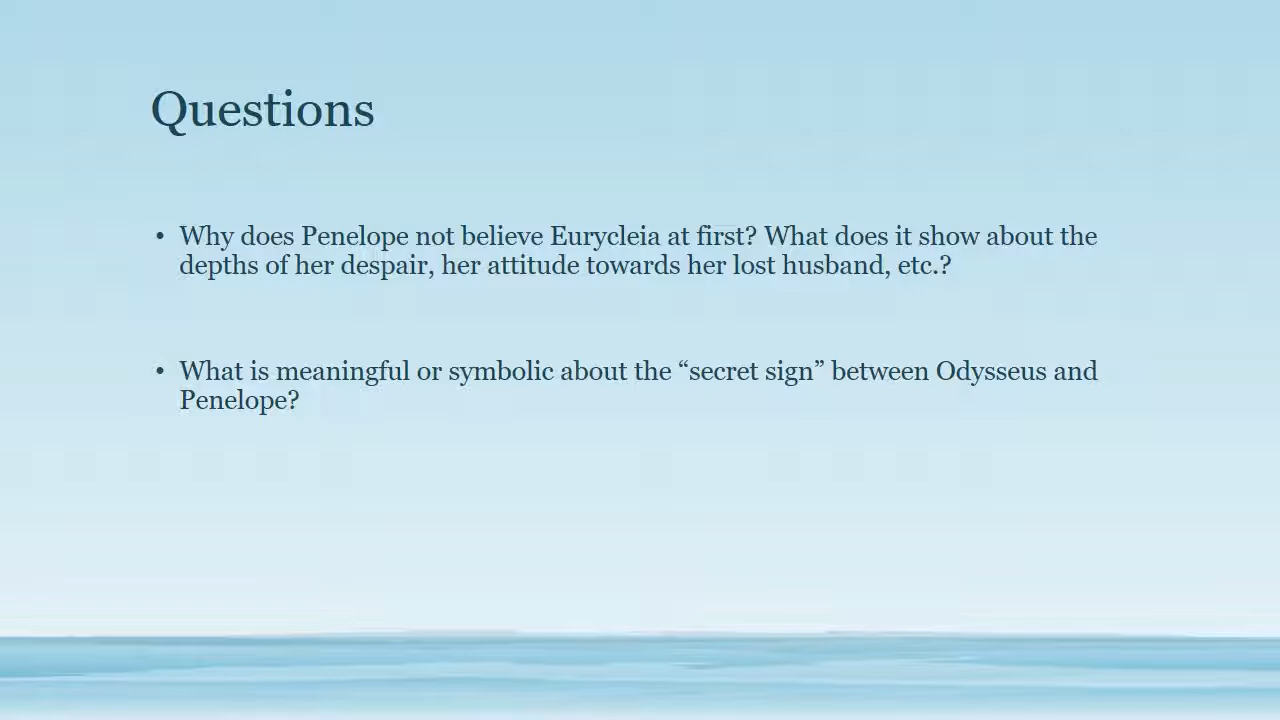 Questions
• Why does Penelope not believe Eurycleia at first? What does it show about the
depths of her despair, her attitude towards her lost husband, etc.?
• What is meaningful or symbolic about the “secret sign” between Odysseus and
Penelope?